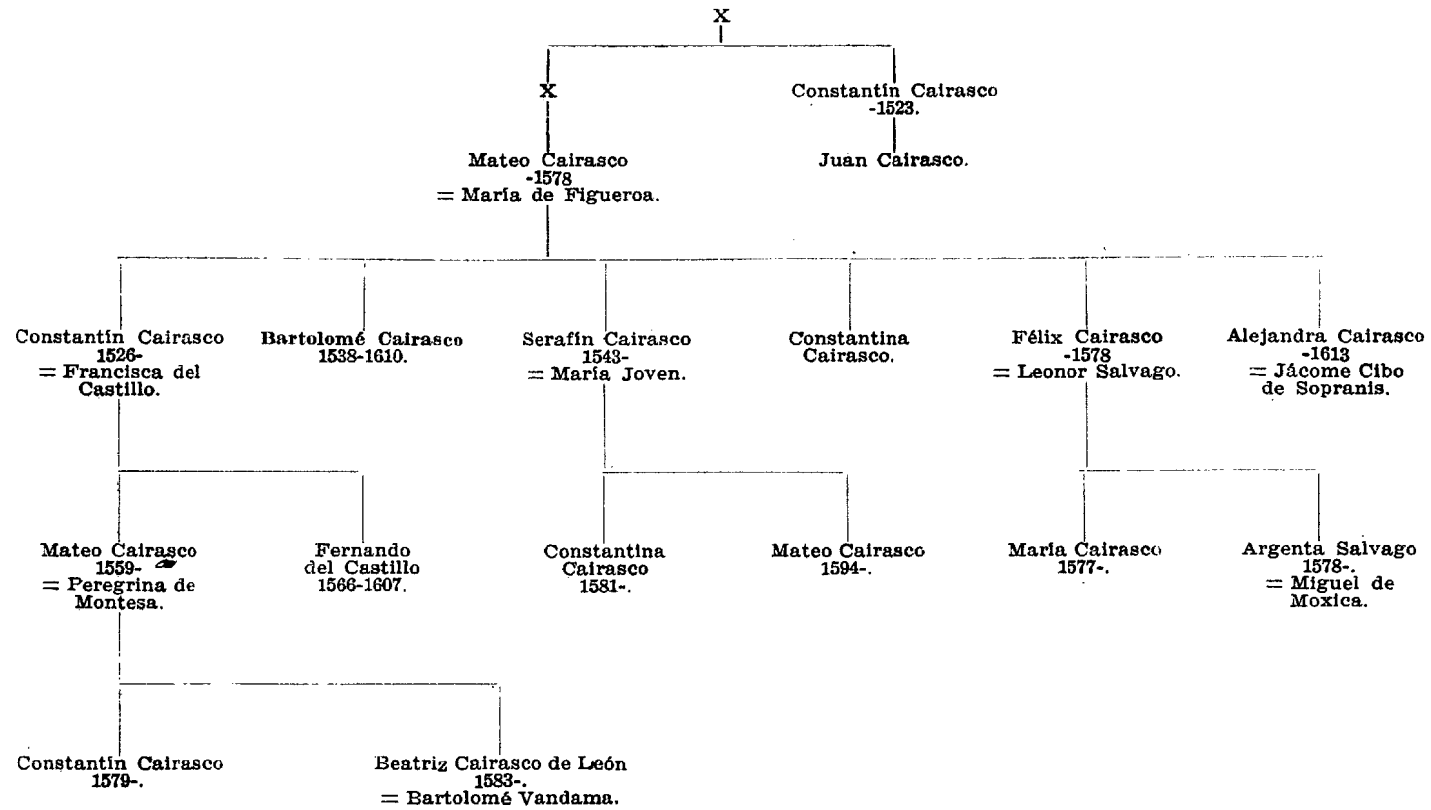 X
X
Constantín Cairasco
-1523.
Mateo Cairasco
-1578
= María de Figueroa.
Juan Cairasco.
Constantín Cairasco
1526-
= Francisca del
Castillo.
Bartolomé Cairasco
1538-1610.
Serafín Cairasco
1543-
= María Joven.
Constantina
Cairasco.
Félix Cairasco
-1578
= Leonor Salvago.
Alejandra Cairasco
-1613
= Jácome Cibo
de Sopranis.
Mateo Cairasco
1559-
= Peregrina de
Montesa.
Fernando
del Castillo
1566-1607.
Constantina
Cairasco
1581-.
Mateo Cairasco
1594-.
María Cairasco
1577-.
Argenta Salvago
1578-.
= Miguel de
Moxica.
Constantín Cairasco
1579-.
Beatriz Cairasco de León
1583-.
= Bartolomé Vandama.